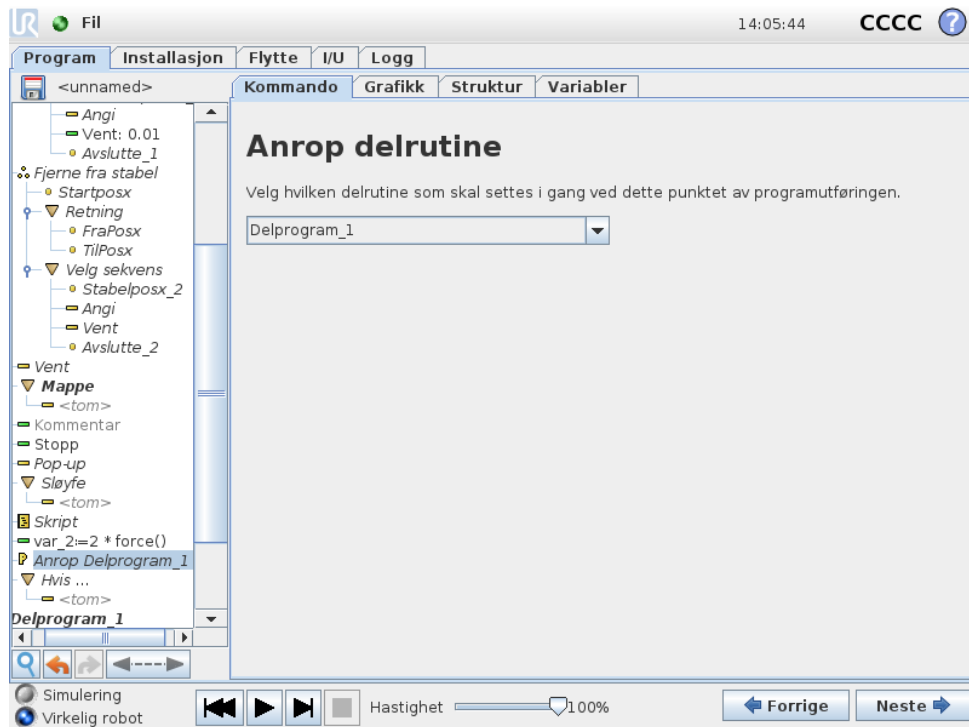 UR Fil 14:05:44 CCCC ?
Program Installasjon Flytte I/U Logg
<unnamed>
Kommando Grafikk Struktur Variabler
Angi
Vent: 0.01
Avslutte_1
Fjerne fra stabel
Startposx
Retning
FraPosx
TilPosx
Velg sekvens
Stabelposx_2
Angi
Vent
Avslutte_2
Vent
Mappe
<tom>
Kommentar
Stopp
Pop-up
Sløyfe
<tom>
Skript
var_2:=2 * force()
Anrop Delprogram_1
Hvis ...
<tom>
Delprogram_1
Anrop delrutine
Velg hvilken delrutine som skal settes i gang ved dette punktet av programutføringen.
Delprogram_1
Simulering
Virkelig robot
Hastighet 100%
Forrige Neste